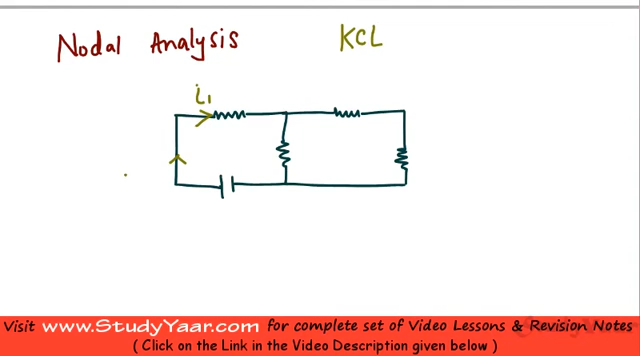 Nodal Analysis KCL
i1
Visit www.StudyYaar.com for complete set of Video Lessons & Revision Notes
( Click on the Link in the Video Description given below )